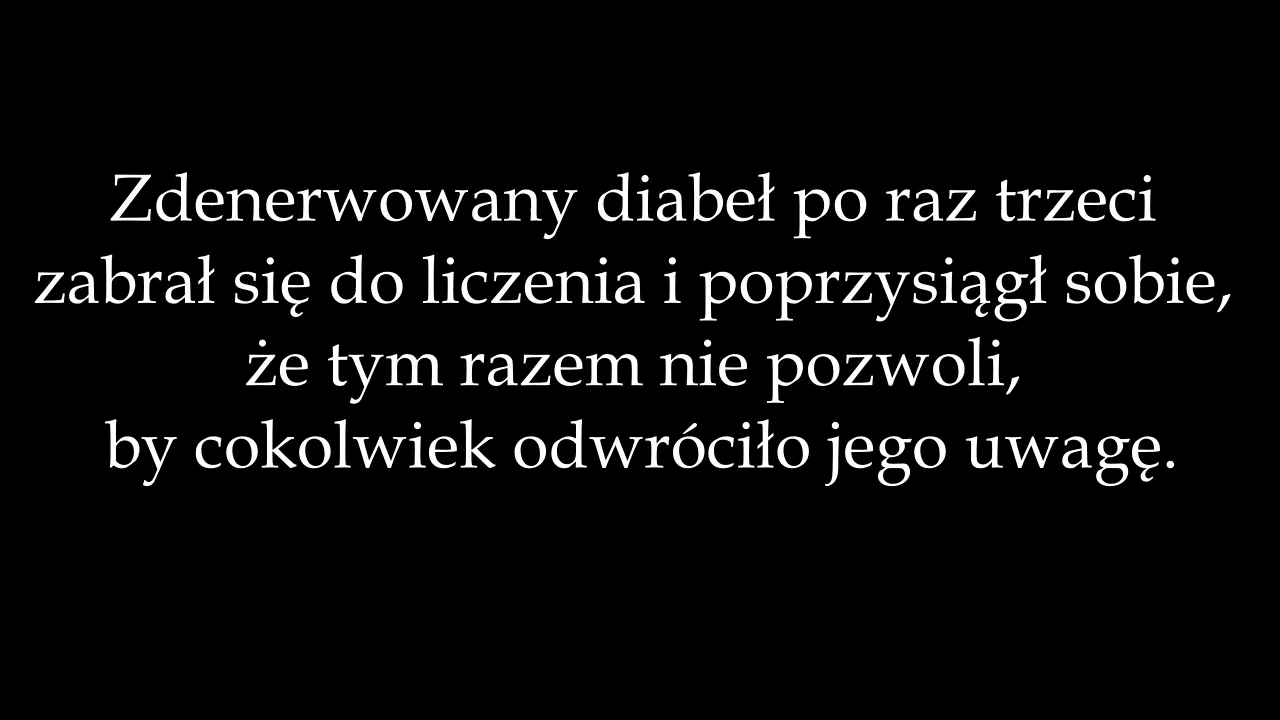 Zdenerwowany diabeł po raz trzeci
zabrał się do liczenia i poprzysiągł sobie,
że tym razem nie pozwoli,
by cokolwiek odwróciło jego uwagę.